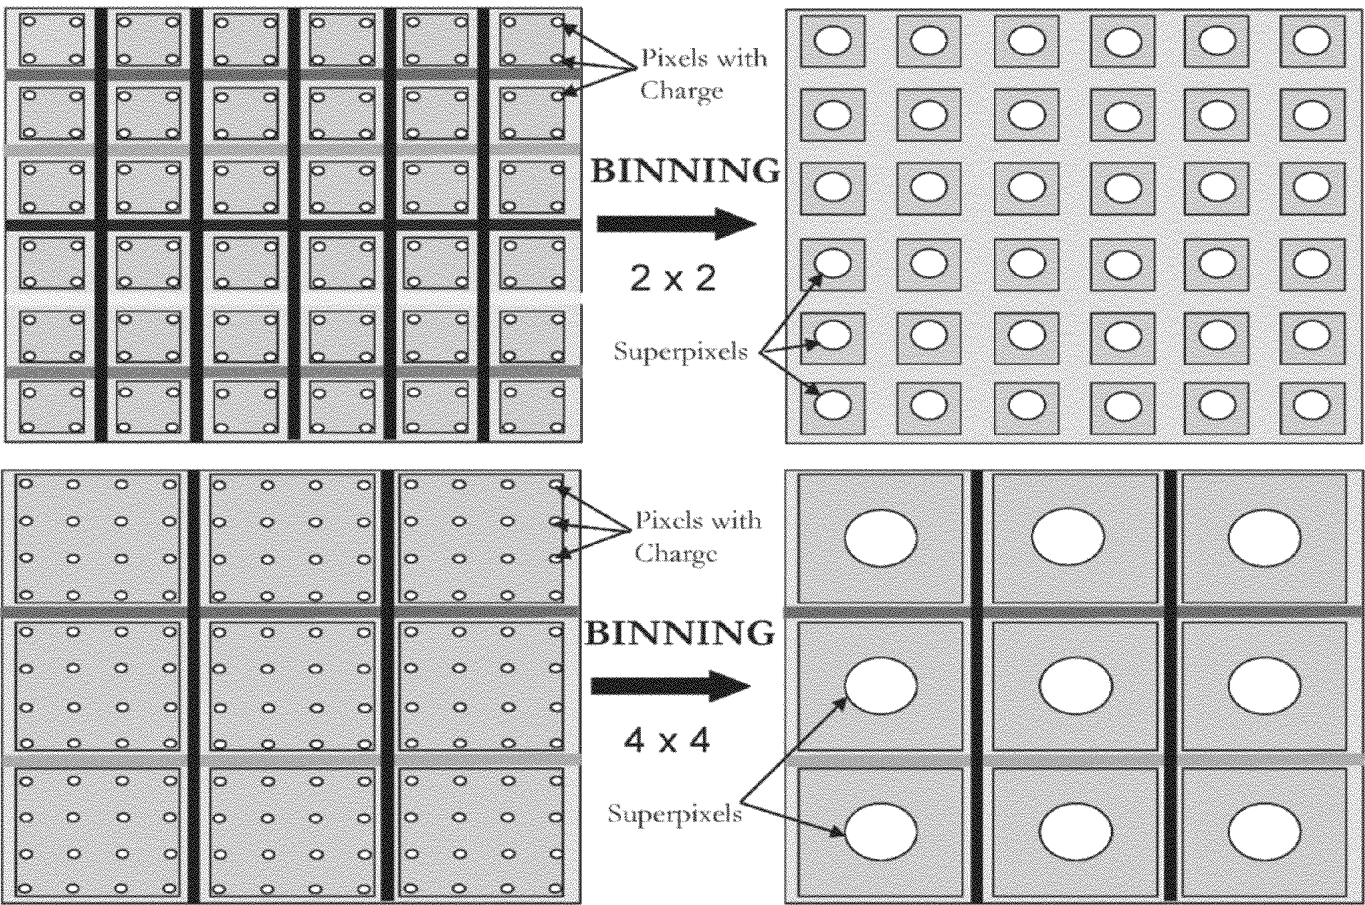 Pixels with
Charge
BINNING
2 x 2
Superpixels
Pixels with
Charge
BINNING
4 x 4
Superpixels